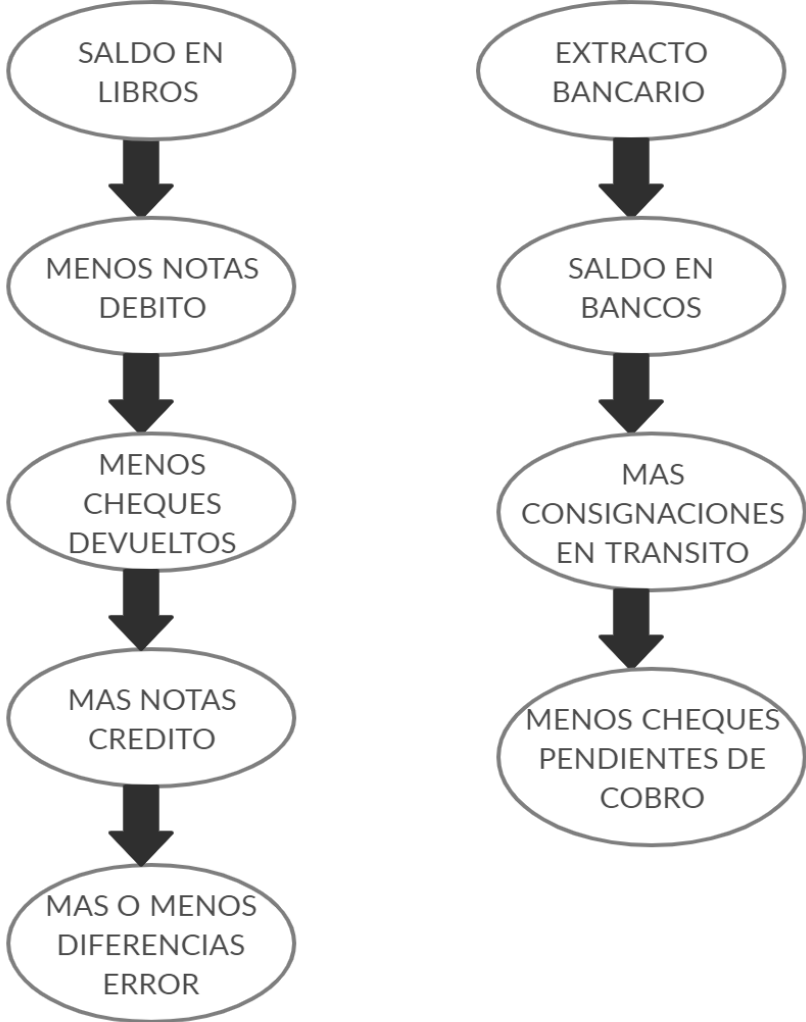 SALDO EN
LIBROS
MENOS NOTAS
DEBITO
MENOS
CHEQUES
DEVUELTOS
MAS NOTAS
CREDITO
MAS O MENOS
DIFERENCIAS
ERROR
EXTRACTO
BANCARIO
SALDO EN
BANCOS
MAS
CONSIGNACIONES
EN TRANSITO
MENOS CHEQUES
PENDIENTES DE
COBRO